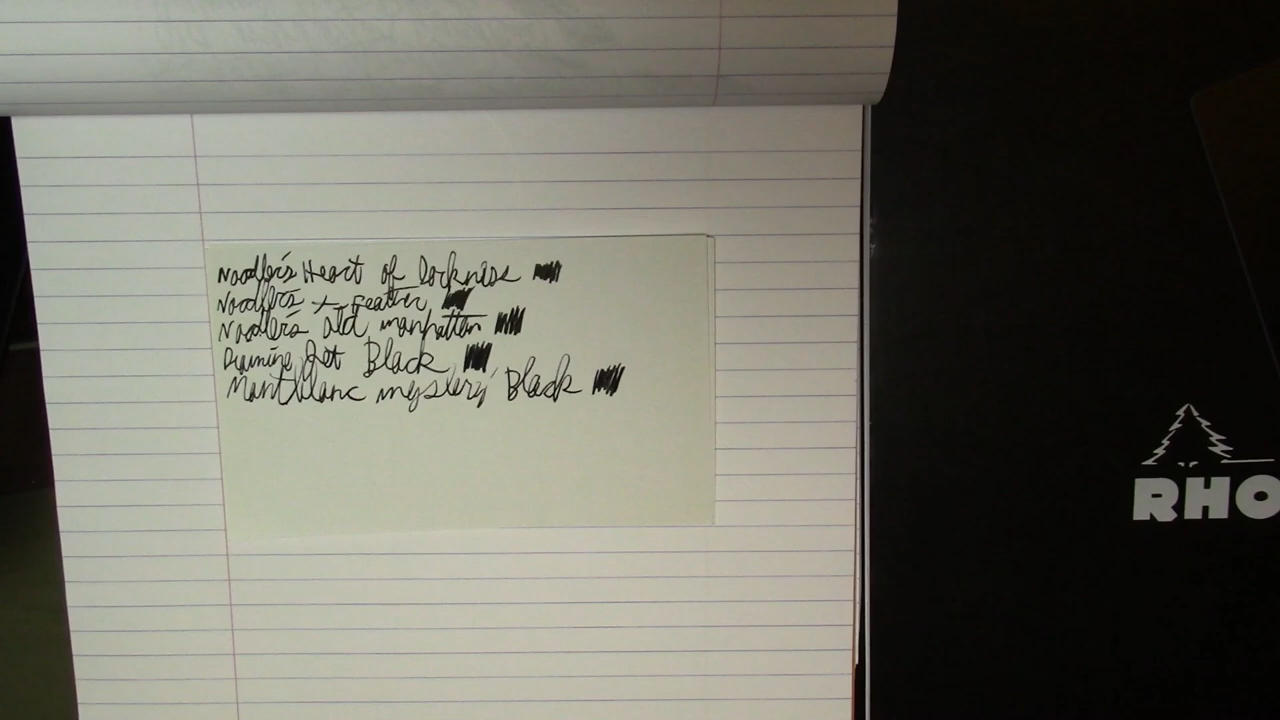 Noodler's Heart of Darkness
Noodler's X-Feather
Noodler's old manhattan
Diamine Jet Black
Montblanc mystery Black
RHO